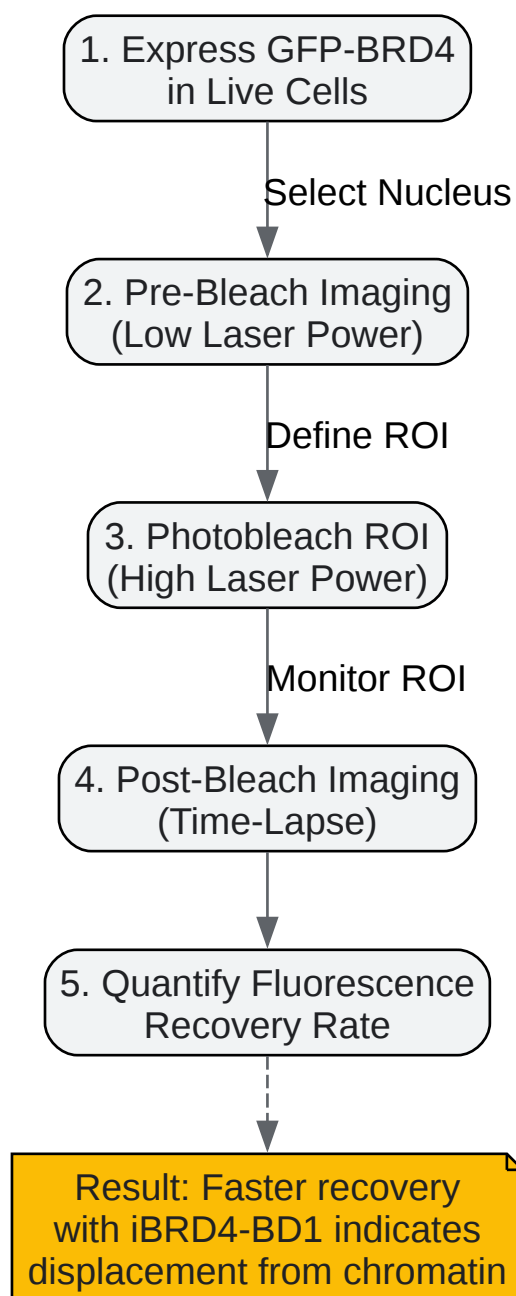 1. Express GFP-BRD4
in Live Cells
Select Nucleus
2. Pre-Bleach Imaging
(Low Laser Power)
Define ROI
3. Photobleach ROI
(High Laser Power)
Monitor ROI
4. Post-Bleach Imaging
(Time-Lapse)
5. Quantify Fluorescence
Recovery Rate
Result: Faster recovery
with iBRD4-BD1 indicates
displacement from chromatin